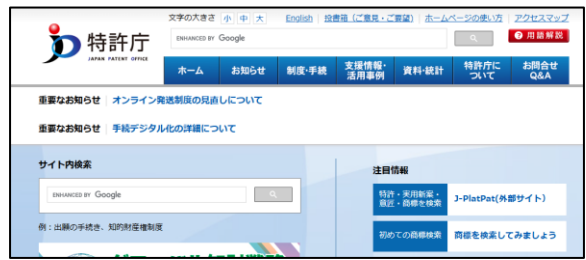 文字の大きさ 小 中 大 English 投書箱（ご意見・ご要望） ホームページの使い方 アクセスマップ
特許庁
JAPAN PATENT OFFICE
ENHANCED BY Google
? 用語解説
ホーム お知らせ 制度・手続 支援情報・活用事例 資料・統計 特許庁について お問合せ Q&A
重要なお知らせ オンライン発送制度の見直しについて
重要なお知らせ 手続デジタル化の詳細について
サイト内検索
注目情報
ENHANCED BY Google
特許・実用新案・意匠・商標を検索 J-PlatPat(外部サイト)
例：出願の手続き、知的財産権制度
初めての商標検索 商標を検索してみましょう